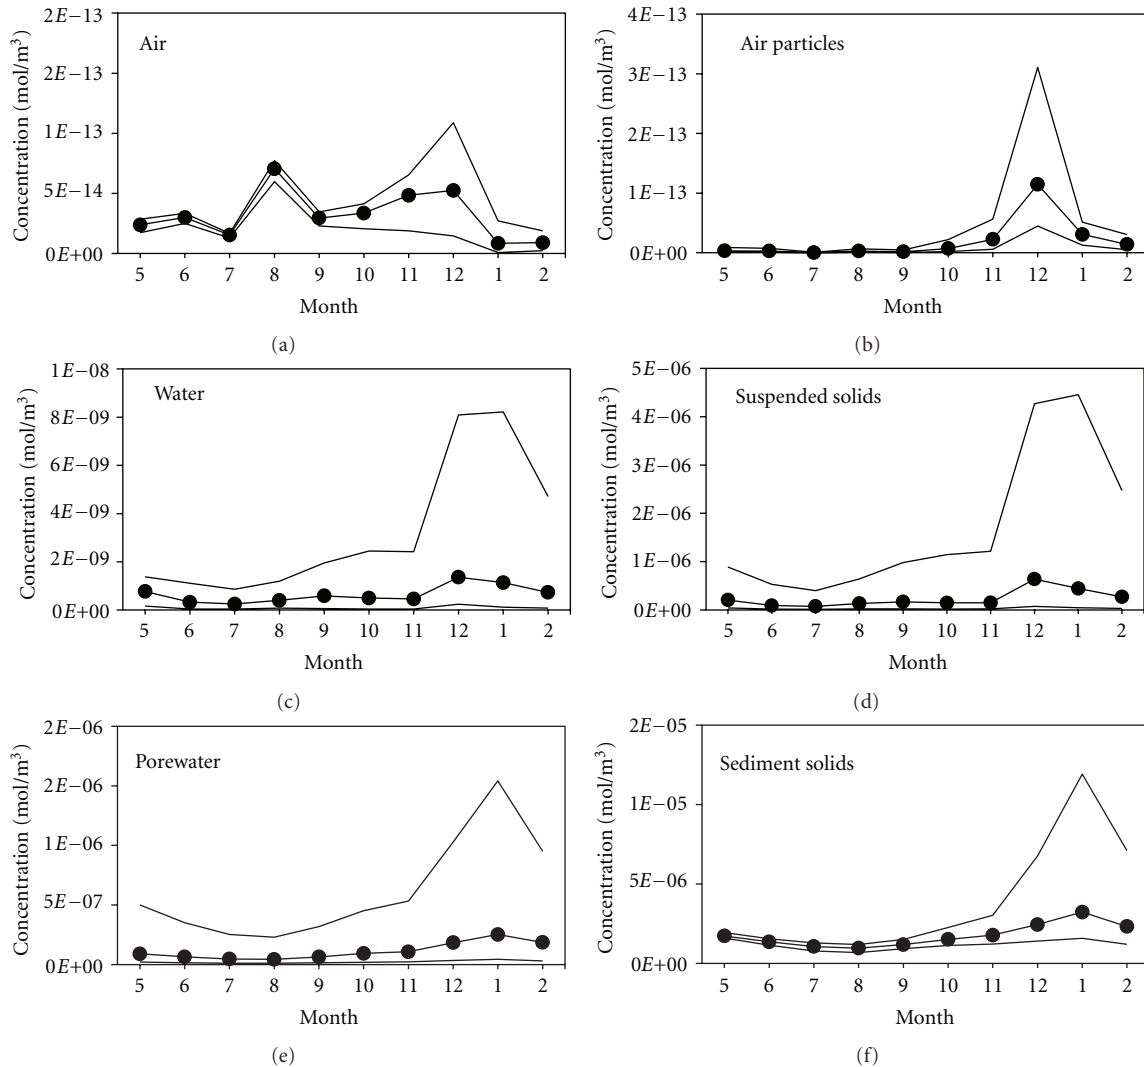 Concentration (mol/m³)
2E−13
2E−13
1E−13
5E−14
0E+00
Air
5 6 7 8 9 10 11 12 1 2
Month
(a)
Concentration (mol/m³)
4E−13
3E−13
2E−13
1E−13
0E+00
Air particles
5 6 7 8 9 10 11 12 1 2
Month
(b)
Concentration (mol/m³)
1E−08
8E−09
6E−09
4E−09
2E−09
0E+00
Water
5 6 7 8 9 10 11 12 1 2
Month
(c)
Concentration (mol/m³)
5E−06
4E−06
3E−06
2E−06
1E−06
0E+00
Suspended solids
5 6 7 8 9 10 11 12 1 2
Month
(d)
Concentration (mol/m³)
2E−06
2E−06
1E−06
5E−07
0E+00
Porewater
5 6 7 8 9 10 11 12 1 2
Month
(e)
Concentration (mol/m³)
2E−05
1E−05
5E−06
0E+00
Sediment solids
5 6 7 8 9 10 11 12 1 2
Month
(f)